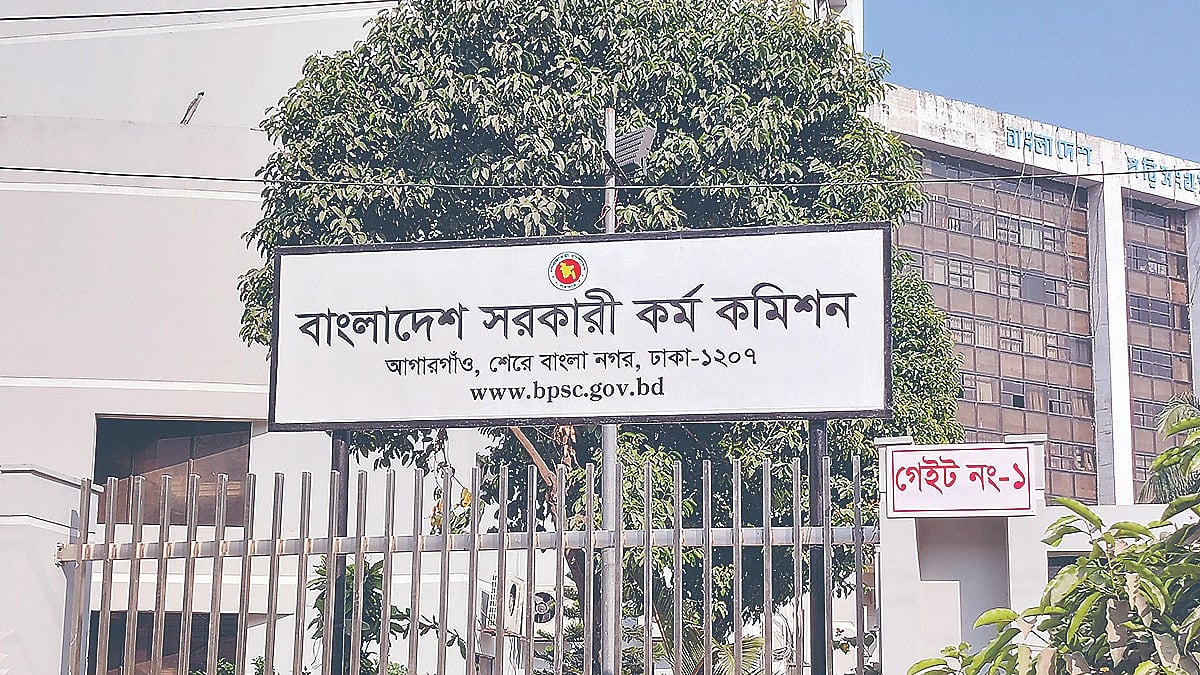 বাংলাদেশ সরকারী কর্ম কমিশন
আগারগাঁও, শেরে বাংলা নগর, ঢাকা-১২০৭
www.bpsc.gov.bd
গেইট নং-১
বাংলাদেশ